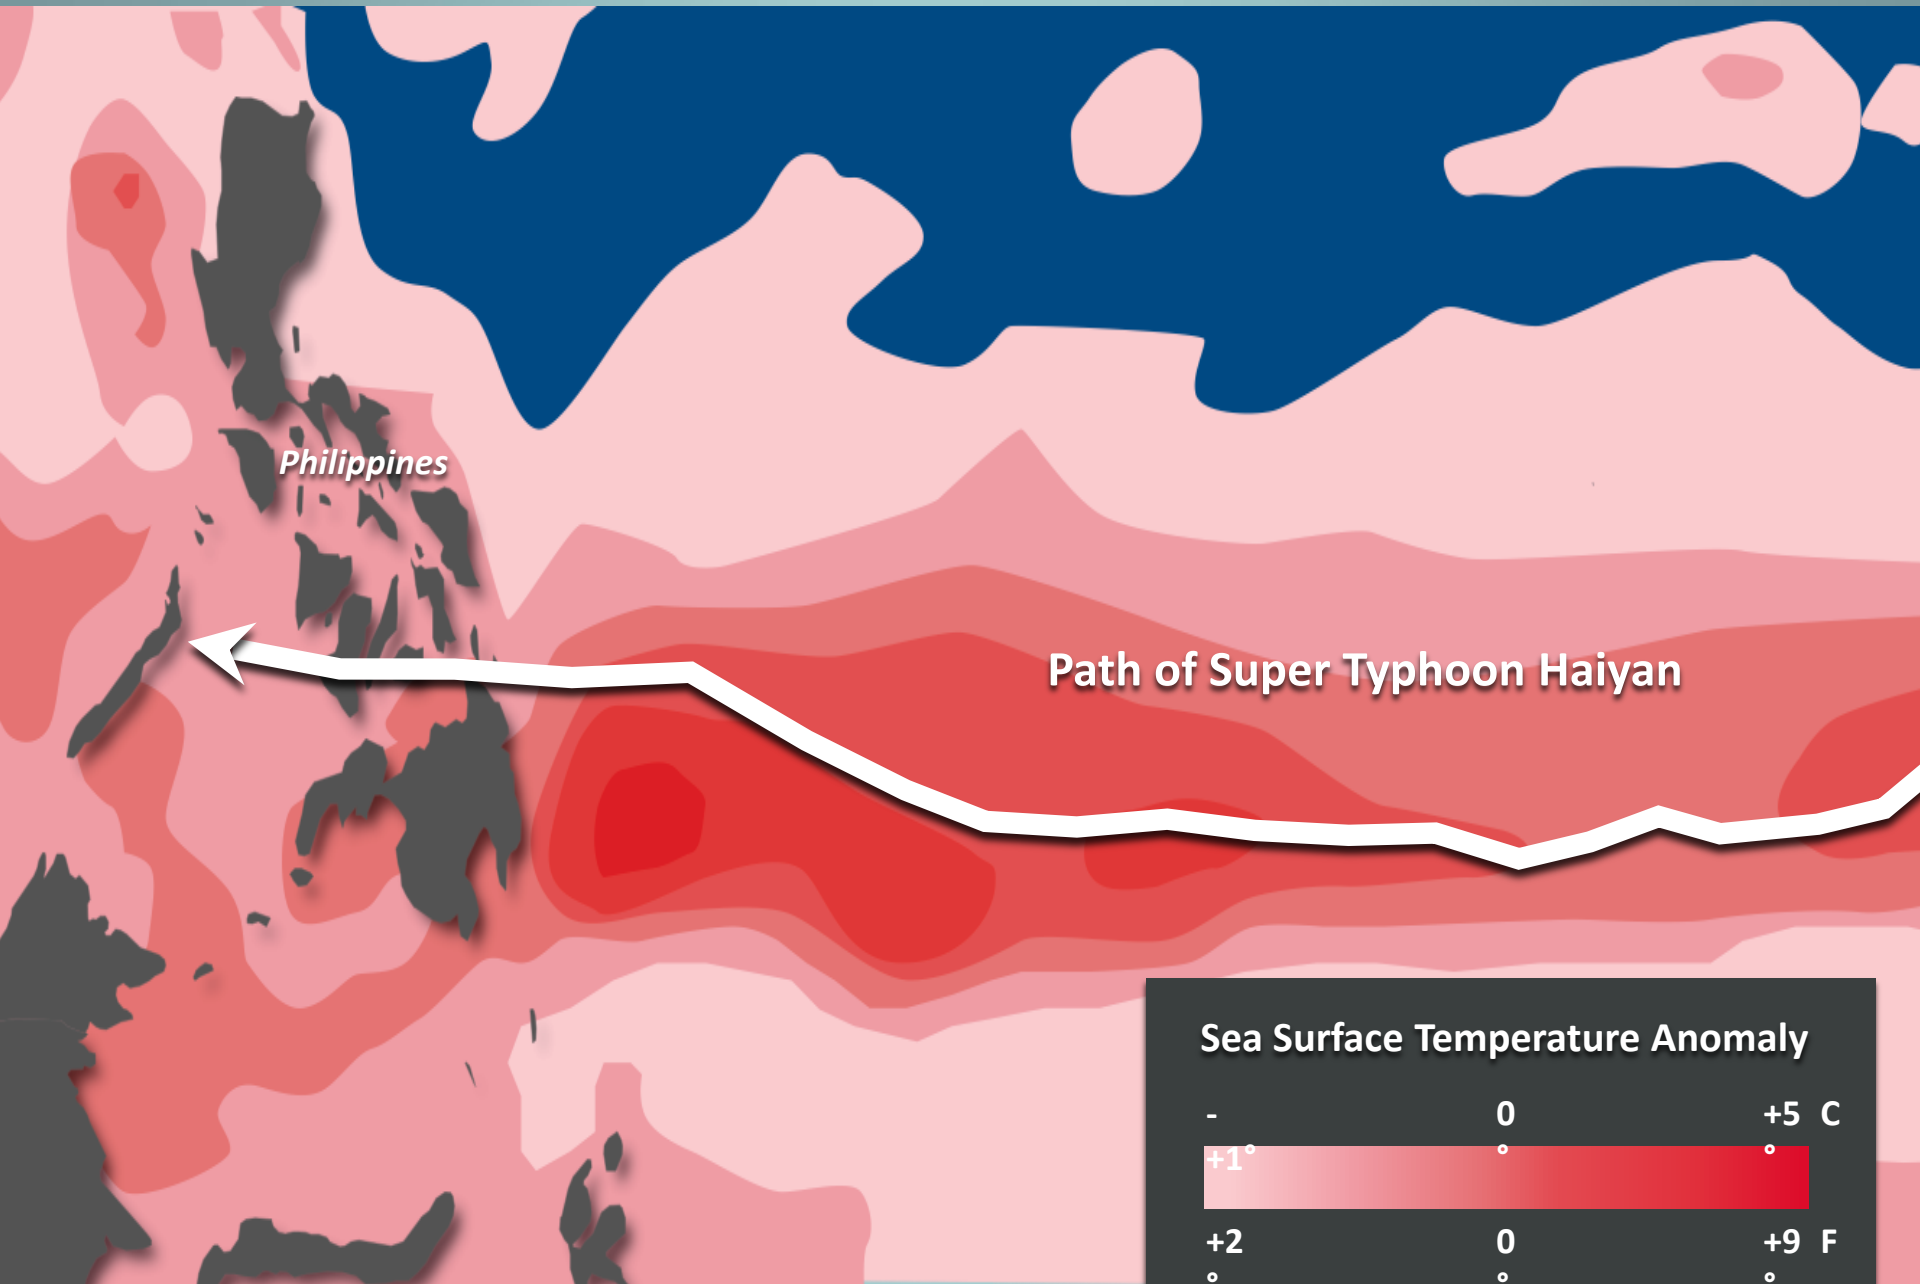 Philippines
Path of Super Typhoon Haiyan
Sea Surface Temperature Anomaly
- 0 +5 C
+1° ° °
+2 0 +9 F
° ° °